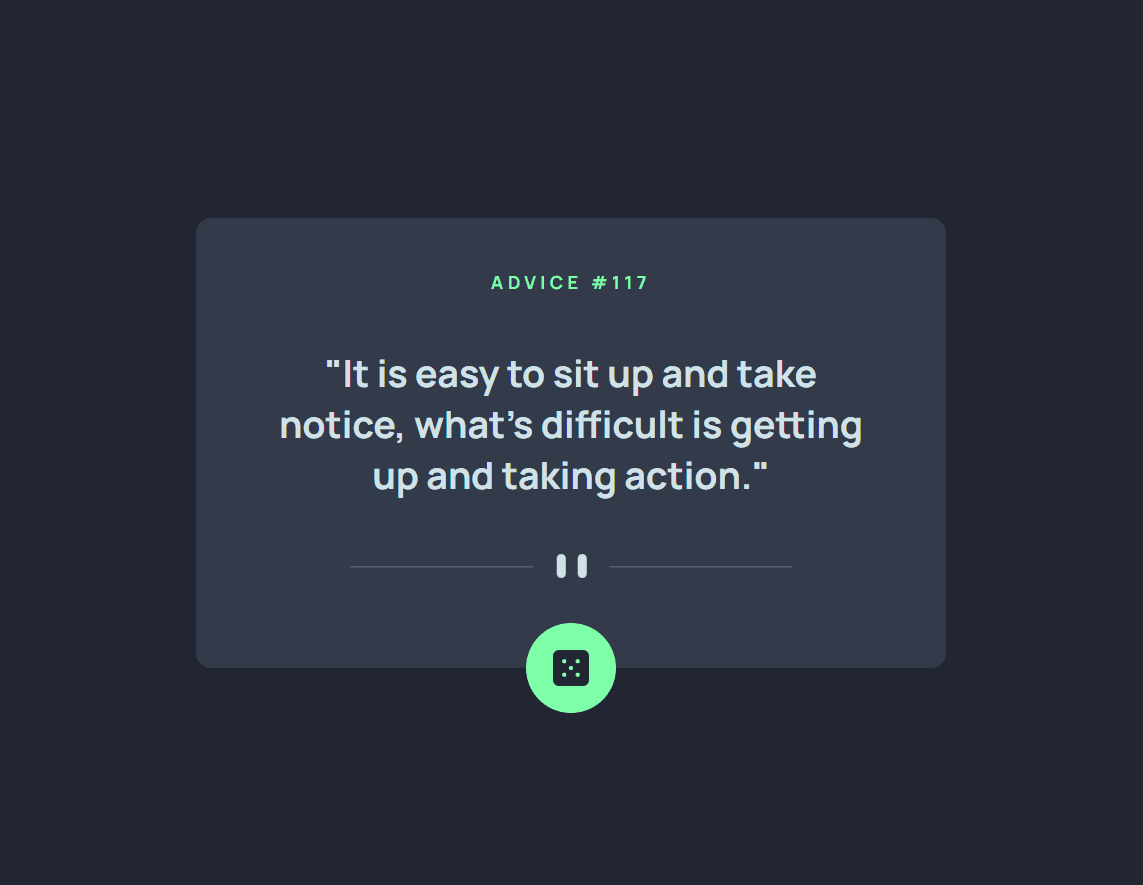 ADVICE #117
"It is easy to sit up and take
notice, what’s difficult is getting
up and taking action."